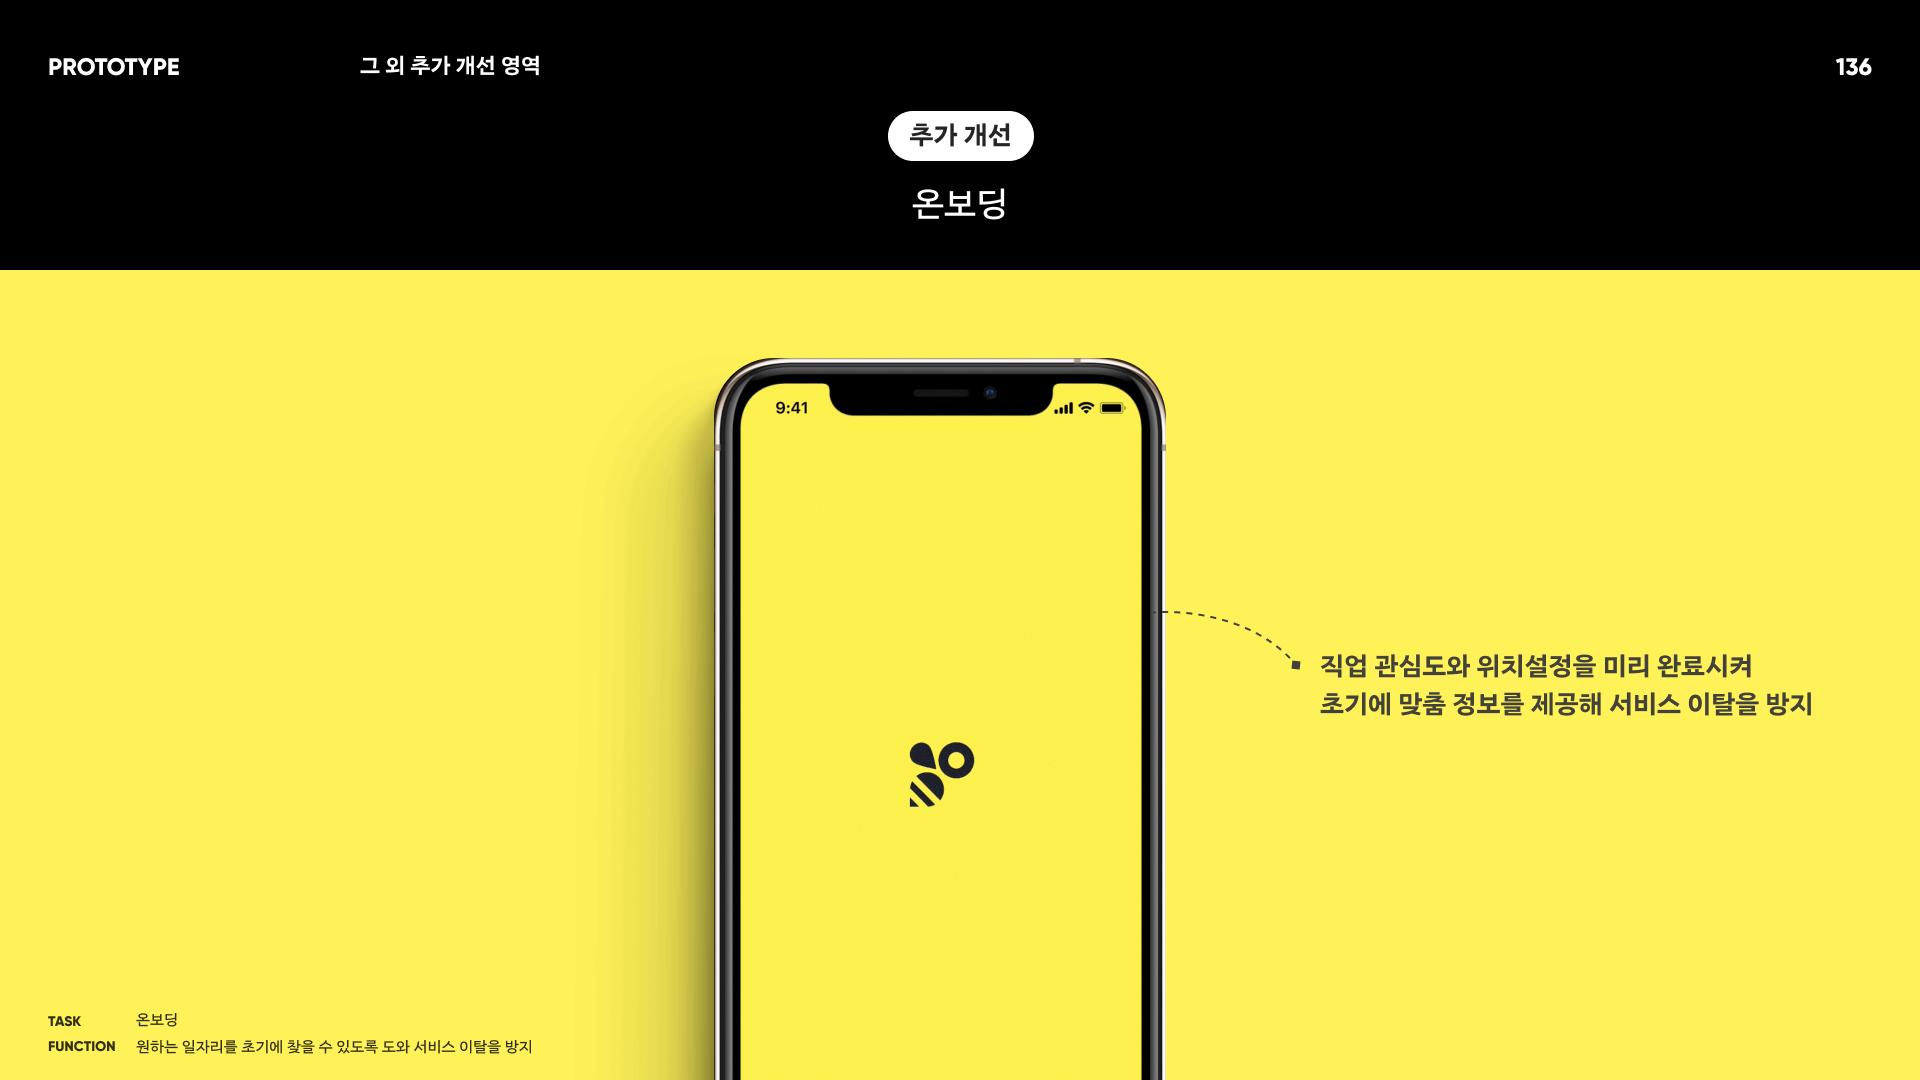 PROTOTYPE
그 외 추가 개선 영역
136
추가 개선
온보딩
9:41
직업 관심도와 위치설정을 미리 완료시켜
초기에 맞춤 정보를 제공해 서비스 이탈을 방지
TASK 온보딩
FUNCTION 원하는 일자리를 초기에 찾을 수 있도록 도와 서비스 이탈을 방지